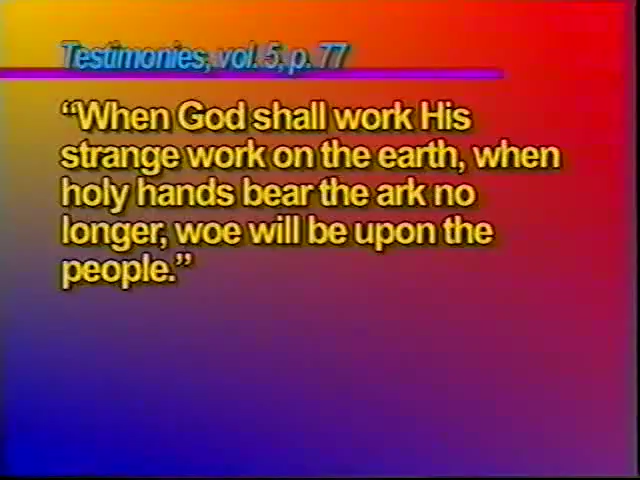 Testimonies, vol. 5, p. 77
“When God shall work His
strange work on the earth, when
holy hands bear the ark no
longer, woe will be upon the
people.”